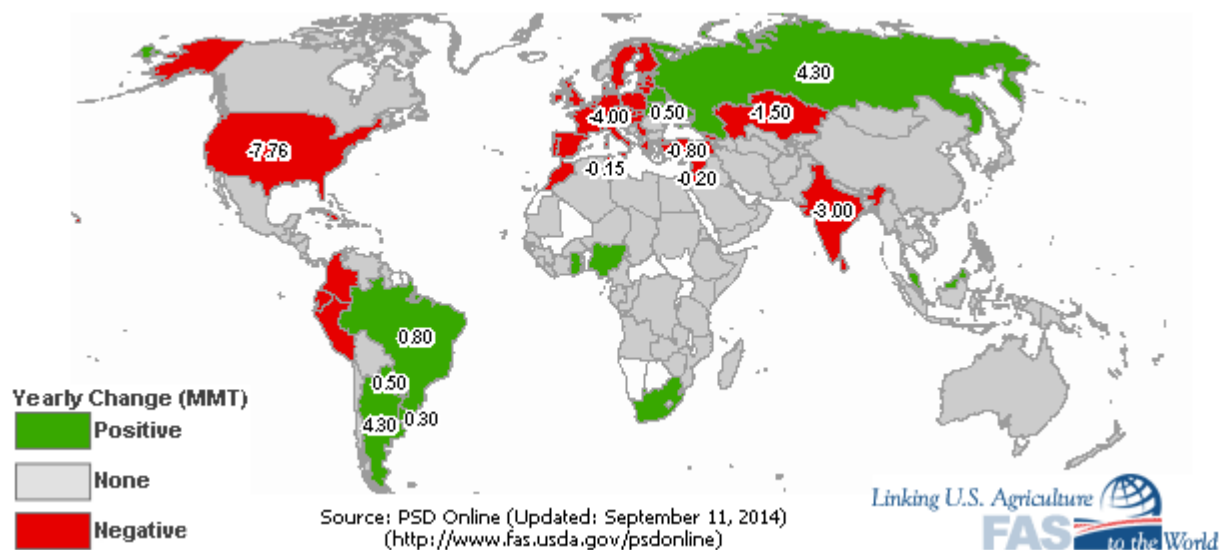 4.30
-4.00
0.50
-1.50
-7.76
-0.80
-0.15
-0.20
-3.00
0.80
0.50
0.30
4.30
Yearly Change (MMT)
Positive
None
Negative
Source: PSD Online (Updated: September 11, 2014)
(http://www.fas.usda.gov/psdonline)
Linking U.S. Agriculture
FAS
to the World